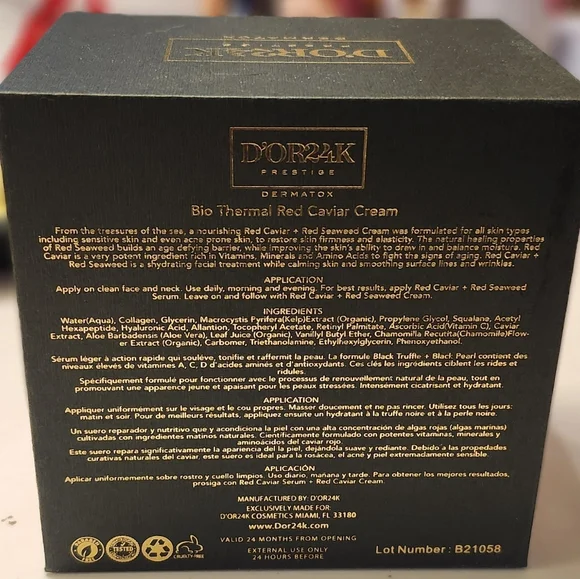 D'OR24K
PRESTIGE
DERMATOX
D'OR24K
PRESTIGE
DERMATOX
Bio Thermal Red Caviar Cream
From the treasures of the sea, a nourishing Red Caviar + Red Seaweed Cream was formulated for all skin types
including sensitive skin and even acne prone skin, to restore skin firmness and elasticity. The natural healing properties
of Red Seaweed builds an age defying barrier, while improving the skin's ability to drew in and balance moisture. Red
Caviar is a very potent ingredient rich in Vitamins, Minerals and Amino Acids to fight the signs of aging. Red Caviar +
Red Seaweed is a shydrating facial treatment while calming skin and smoothing surface lines and wrinkles.
APPLICATION
Apply on clean face and neck. Use daily, morning and evening. For best results, apply Red Caviar + Red Seaweed
Serum. Leave on and follow with Red Caviar + Red Seaweed Cream.
INGREDIENTS
Water(Aqua), Collagen, Glycerin, Macrocystis Pyrifera(Kelp)Extract (Organic), Propylene Glycol, Squalane, Acetyl
Hexapeptide, Hyaluronic Acid, Allantion, Tocopheryl Acetate, Retinyl Palmitate, Ascorbic Acid(Vitamin C), Caviar
Extract, Aloe Barbadensis (Aloe Vera), Leaf Juice (Organic), Vanillyl Butyl Ether, Chamomilla Recutita(Chamomile)Flow-
er Extract (Organic), Carbomer, Triethanolamine, Ethylhexylglycerin, Phenoxyethanol.
Sérum léger à action rapide qui soulève, tonifie et raffermit la peau. La formule Black Truffle + Black Pearl contient des
niveaux élevés de vitamines A, C, D d'acides aminés et d'antioxydants. Ces clés les ingrédients ciblent les rides et
ridules.
Spécifiquement formulé pour fonctionner avec le processus de renouvellement naturel de la peau, tout en
promouvant une apparence jeune et apaisant pour les peaux stressées. Intensément cicatrisant et hydratant.
APPLICATION
Appliquer uniformément sur le visage et le cou propres. Masser doucement et ne pas rincer. Utilisez tous les jours:
matin et soir. Pour de meilleurs résultats, appliquez ensuite un hydratant à la truffe noire et à la perle noire.
Un suero reparador y nutritivo que y acondiciona la piel con una alta concentración de algas rojas (algas marinas)
cultivadas con ingredientes matinos naturales. Científicamente formulado con potentes vitaminas, minerales y
aminoácidos del caviar rojo.
Este suero repara significativamente la apariencia del la piel, dejándola suave y radiante. Debido a las propiedades
curativas naturales del caviar, este suero es ideal para la rosácea, el acné y piel extremadamente sensible.
APLICACIÓN
Aplicar uniformemente sobre rostro y cuello limpios. Uso diario, mañana y tarde. Para obtener los mejores resultados,
prosiga con Red Caviar Serum + Red Caviar Cream.
MANUFACTURED BY: D'OR24K
EXCLUSIVELY MADE FOR:
D'OR24K COSMETICS MIAMI, FL 33180
www.Dor24k.com
VALID 24 MONTHS FROM OPENING
EXTERNAL USE ONLY
24 HOURS BEFORE
TESTED
CRUELTY-FREE
Lot Number: B21058